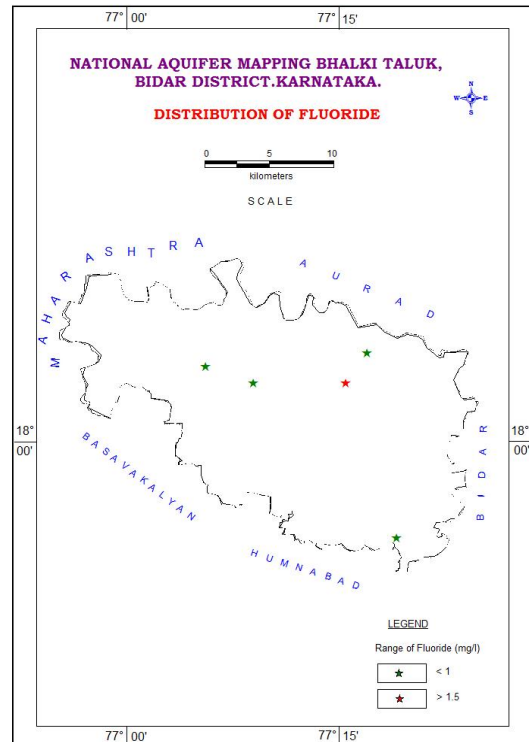 77° 00'
77° 15'
NATIONAL AQUIFER MAPPING BHALKI TALUK,
BIDAR DISTRICT.KARNATAKA.
N
W E
S
DISTRIBUTION OF FLUORIDE
0 5 10
kilometers
SCALE
MAHARASHTRA
AURAD
18°
00'
18°
00'
BIDAR
BASAVAKALYAN
HUMNABAD
LEGEND
Range of Fluoride (mg/l)
< 1
> 1.5
77° 00'
77° 15'